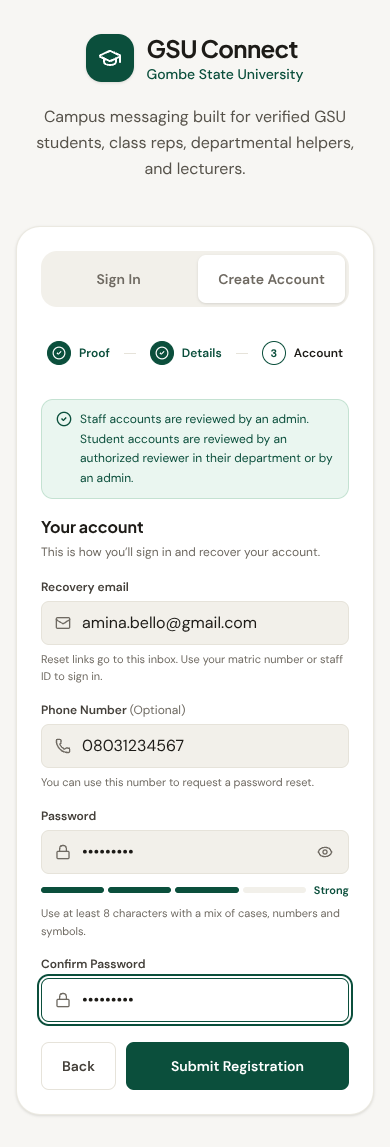 GSU Connect
Gombe State University
Campus messaging built for verified GSU
students, class reps, departmental helpers,
and lecturers.
Sign In
Create Account
Proof
Details
3
Account
Staff accounts are reviewed by an admin.
Student accounts are reviewed by an
authorized reviewer in their department or by
an admin.
Your account
This is how you'll sign in and recover your account.
Recovery email
amina.bello@gmail.com
Reset links go to this inbox. Use your matric number or staff
ID to sign in.
Phone Number (Optional)
08031234567
You can use this number to request a password reset.
Password
•••••••••
Strong
Use at least 8 characters with a mix of cases, numbers and
symbols.
Confirm Password
•••••••••
Back
Submit Registration